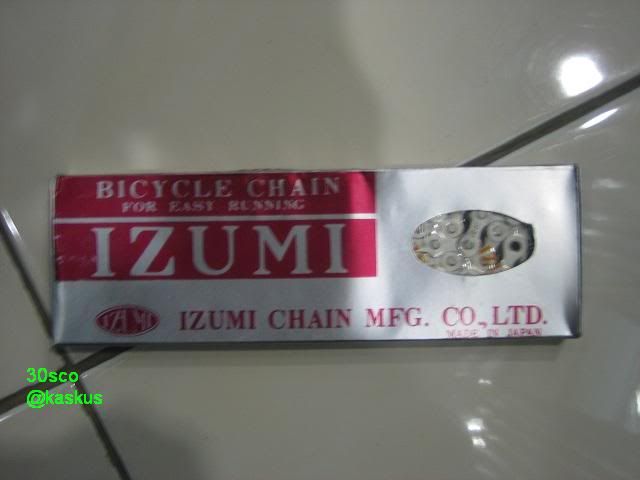 BICYCLE CHAIN
FOR EASY RUNNING
IZUMI
IZUMI
IZUMI CHAIN MFG. CO., LTD.
MADE IN JAPAN
30sco
@kaskus